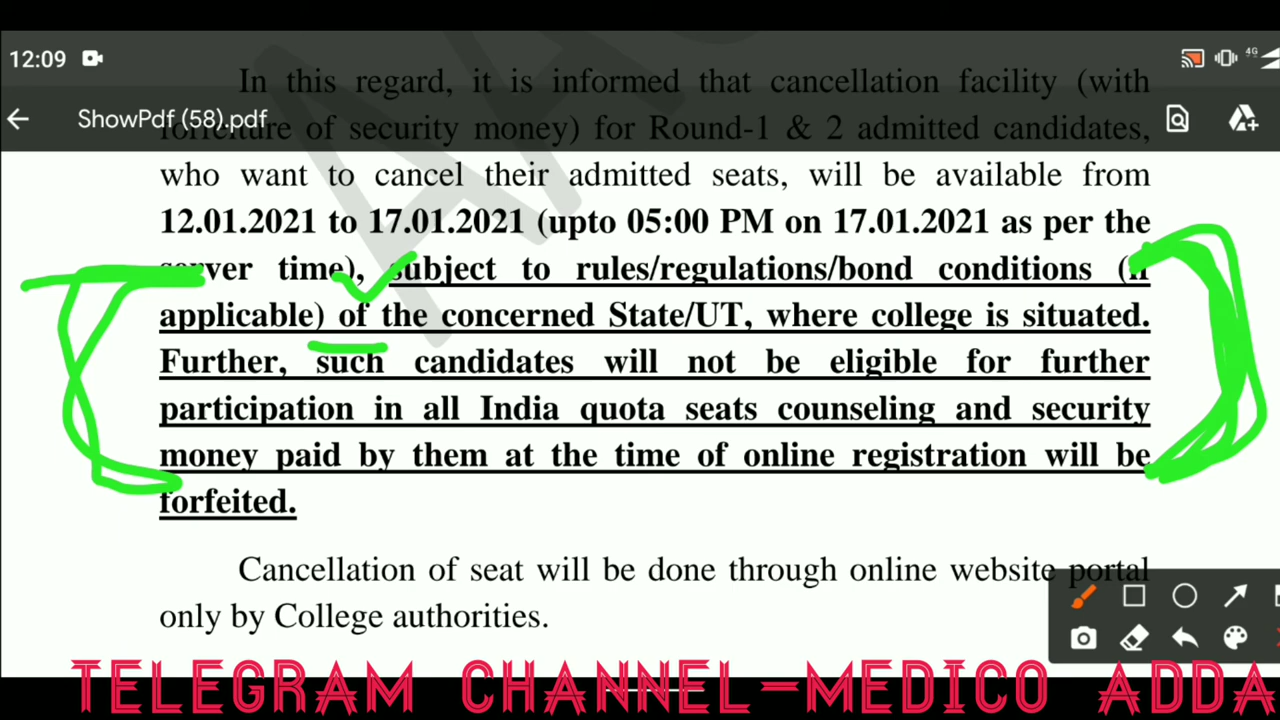 12:09
4G
In this regard, it is informed that cancellation facility (with
ShowPdf (58).pdf
forfeiture of security money) for Round-1 & 2 admitted candidates,
who want to cancel their admitted seats, will be available from
12.01.2021 to 17.01.2021 (upto 05:00 PM on 17.01.2021 as per the
server time), subject to rules/regulations/bond conditions (if
applicable) of the concerned State/UT, where college is situated.
Further, such candidates will not be eligible for further
participation in all India quota seats counseling and security
money paid by them at the time of online registration will be
forfeited.
Cancellation of seat will be done through online website portal
only by College authorities.
TELEGRAM CHANNEL-MEDICO ADDA